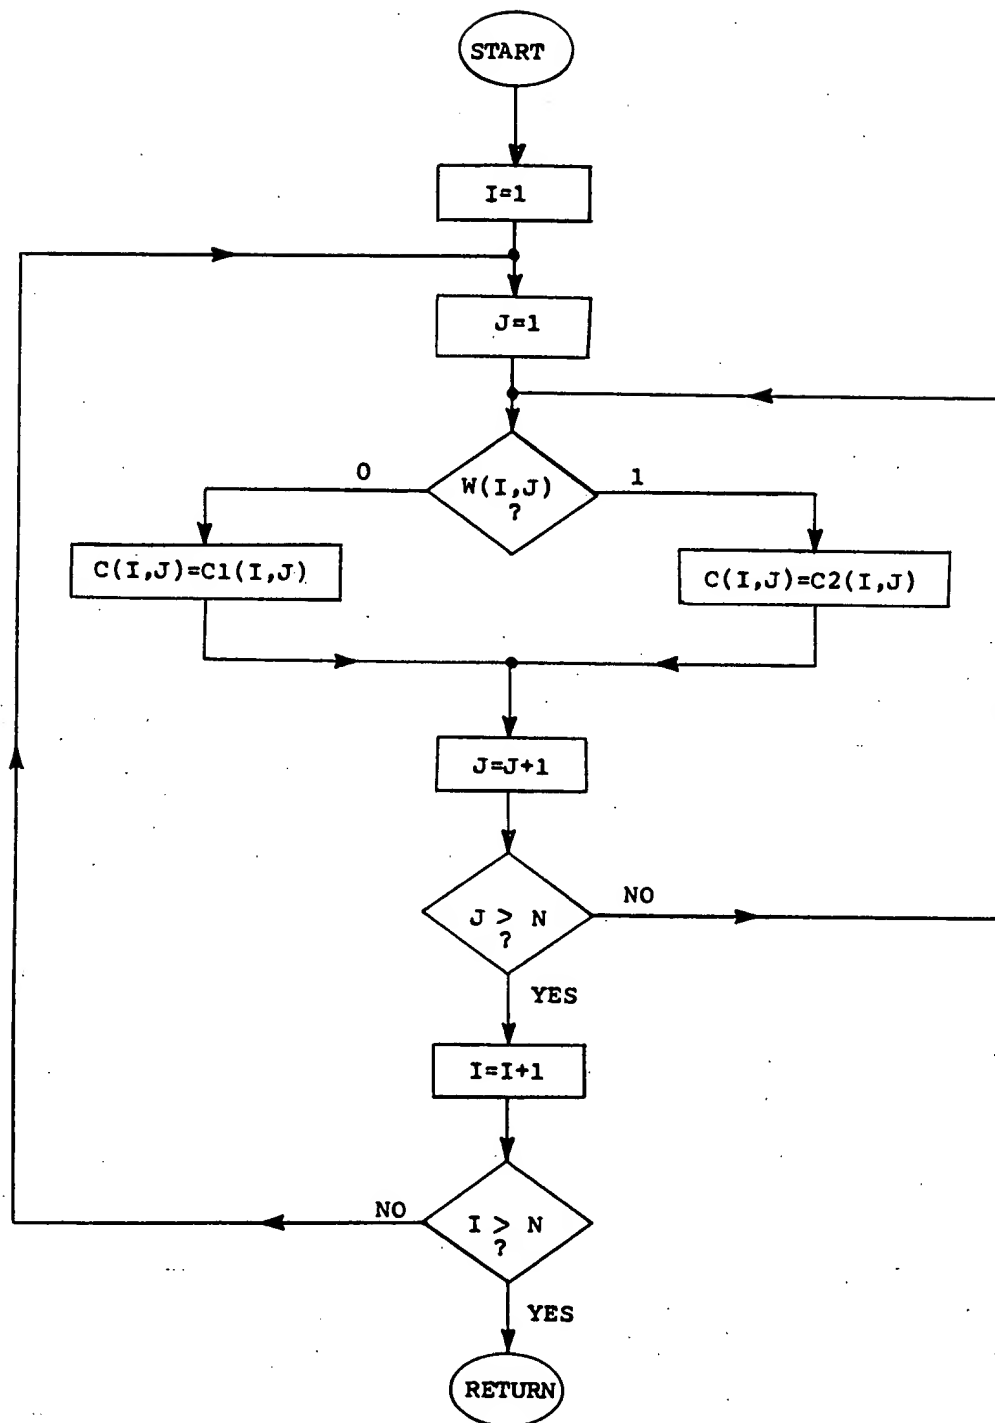 START
I=1
J=1
0
W(I,J)
?
1
C(I,J)=C1(I,J)
C(I,J)=C2(I,J)
J=J+1
J > N
?
NO
YES
I=I+1
NO
I > N
?
YES
RETURN